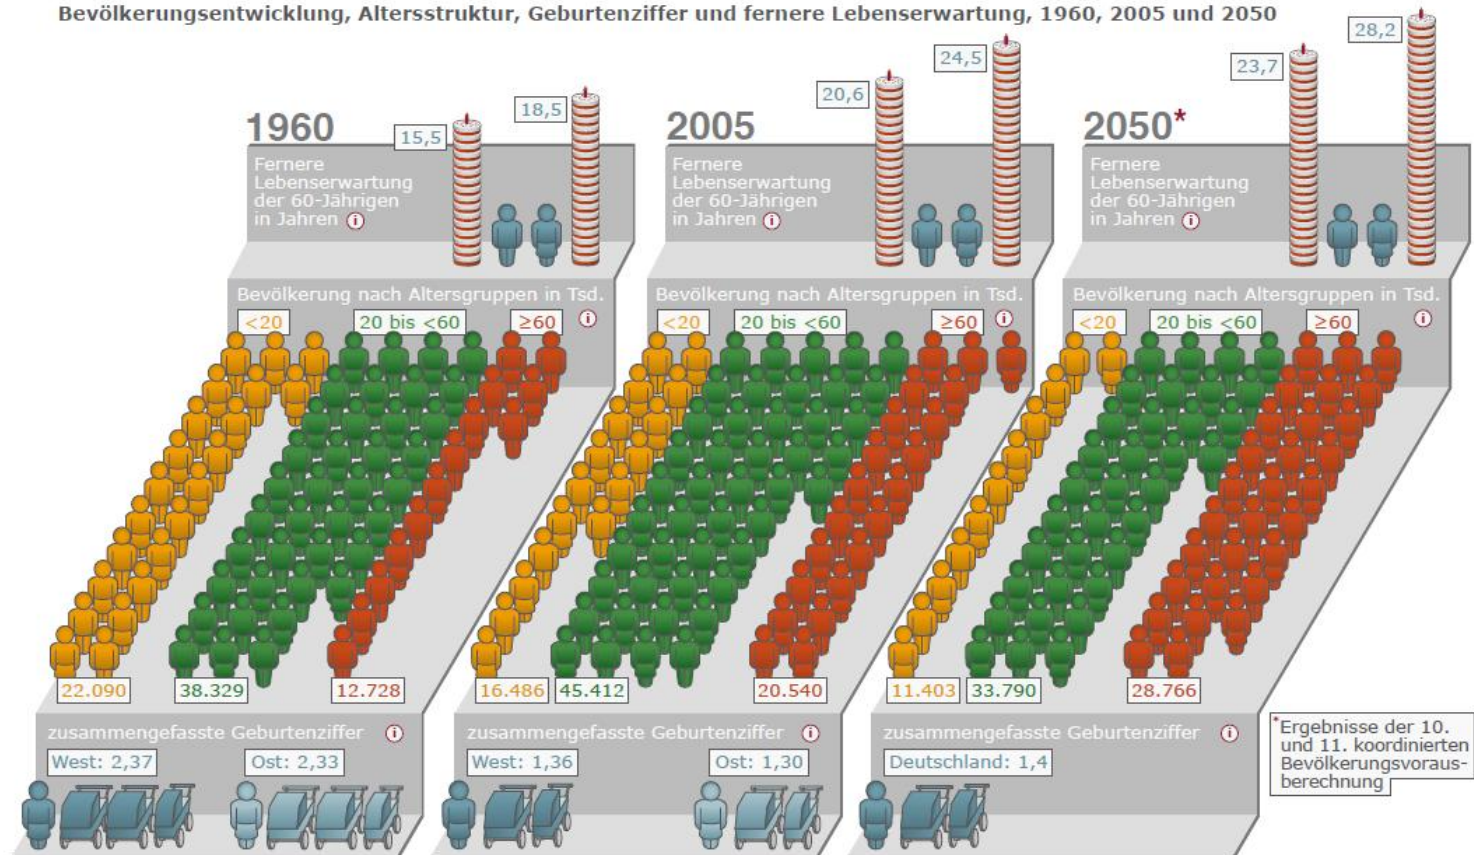 Bevölkerungsentwicklung, Altersstruktur, Geburtenziffer und fernere Lebenserwartung, 1960, 2005 und 2050
1960
15,5
18,5
Fernere
Lebenserwartung
der 60-Jährigen
in Jahren i
Bevölkerung nach Altersgruppen in Tsd.
<20
20 bis <60
≥60
i
22.090
38.329
12.728
zusammengefasste Geburtenziffer i
West: 2,37
Ost: 2,33
2005
20,6
24,5
Fernere
Lebenserwartung
der 60-Jährigen
in Jahren i
Bevölkerung nach Altersgruppen in Tsd.
<20
20 bis <60
≥60
i
16.486
45.412
20.540
zusammengefasste Geburtenziffer i
West: 1,36
Ost: 1,30
2050*
23,7
28,2
Fernere
Lebenserwartung
der 60-Jährigen
in Jahren i
Bevölkerung nach Altersgruppen in Tsd.
<20
20 bis <60
≥60
i
11.403
33.790
28.766
zusammengefasste Geburtenziffer i
Deutschland: 1,4
*Ergebnisse der 10.
und 11. koordinierten
Bevölkerungsvoraus-
berechnung